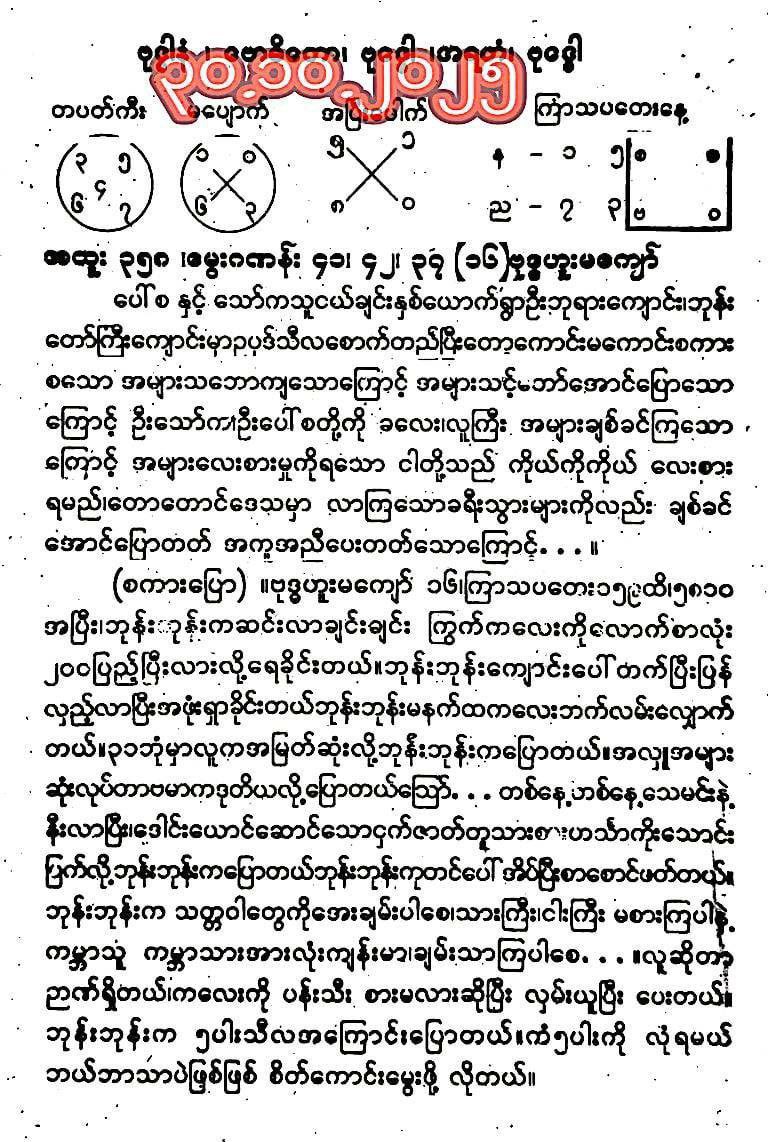 ဗုဒ္ဓေါ ဗုဒ္ဓေါ
၃၀.၁၀.၂၀၂၅
တပတ်ကီး မပျောက် ကြာသပတေးနေ့
၃ ၅ ၁ ၀ ၅ ၁ န - ၁ ၅ စ ၈
၄
၆ ၇ ၆ ၃ ၈ ၀ ည - ၇ ၃ ဗ ၀
အထူး ၃၅၈ ၊မွေးဂဏန်း ၄၁၊ ၄၂၊ ၃၇ (၁၆)ဗုဒ္ဓဟူးမကျော်
ပေါ်စ နှင့် သော်ကသူငယ်ချင်းနှစ်ယောက်ရွာဦးဘုရားကျောင်း၊ဘုန်း
တော်ကြီးကျောင်းမှာဥပုဒ်သီလစောက်တည်ပြီးတော့ကောင်းမကောင်းစကား
စသော အများသဘောကျသောကြောင့် အများသင့်ဘော်အောင်ပြောသော
ကြောင့် ဦးသော်က၊ဦးပေါ်စတို့ကို ခလေး၊လူကြီး အများချစ်ခင်ကြသော
ကြောင့် အများလေးစားမှုကိုရသော ငါတို့သည် ကိုယ်ကိုကိုယ် လေးစား
ရမည်၊တောတောင်ဒေသမှာ လာကြသောခရီးသွားများကိုလည်း ချစ်ခင်
အောင်ပြောတတ် အကူအညီပေးတတ်သောကြောင့်. . . ။
(စကားပြော) ။ဗုဒ္ဓဟူးမကျော် ၁၆၊ကြာသပတေး၁၅၉ထိ၊၅၈၁၀
အပြီး၊ဘုန်းဘုန်းကဆင်းလာချင်းချင်း ကြွက်ကလေးကိုလောက်စာလုံး
၂၀၀ပြည့်ပြီးလားလို့ရေခိုင်းတယ်။ဘုန်းဘုန်းကျောင်းပေါ်တက်ပြီးပြန်
လှည့်လာပြီးအဖုံးရှာခိုင်းတယ်ဘုန်းဘုန်းမနက်ထကလေးဘက်လမ်းလျှောက်
တယ်။၃၁ဘုံမှာလူကအမြတ်ဆုံးလို့ဘုန်းဘုန်းကပြောတယ်။အလှူအများ
ဆုံးလုပ်တာဗမာကဒုတိယလို့ပြောတယ်သြော်. . . တစ်နေ့တစ်နေ့သေမင်းနဲ့
နီးလာပြီး၊ဒေါင်းယောင်ဆောင်သောငှက်ဇာတ်တူသားစားဟင်္သာကိုးသောင်း
ပြက်လို့ဘုန်းဘုန်းကပြောတယ်ဘုန်းဘုန်းကုတင်ပေါ်အိပ်ပြီးစာစောင်ဖတ်တယ်။
ဘုန်းဘုန်းက သတ္တဝါတွေကိုအေးချမ်းပါစေ၊သားကြီး၊ငါးကြီး မစားကြပါနဲ့
ကမ္ဘာသူ ကမ္ဘာသားအားလုံးကျန်းမာ၊ချမ်းသာကြပါစေ. . . ။လူဆိုတာ
ဉာဏ်ရှိတယ်၊ကလေးကို ပန်းသီး စားမလားဆိုပြီး လှမ်းယူပြီး ပေးတယ်။
ဘုန်းဘုန်းက ၅ပါးသီလအကြောင်းပြောတယ်။ကံ၅ပါးကို လုံရမယ်
ဘယ်ဘာသာပဲဖြစ်ဖြစ် စိတ်ကောင်းမွေးဖို့ လိုတယ်။